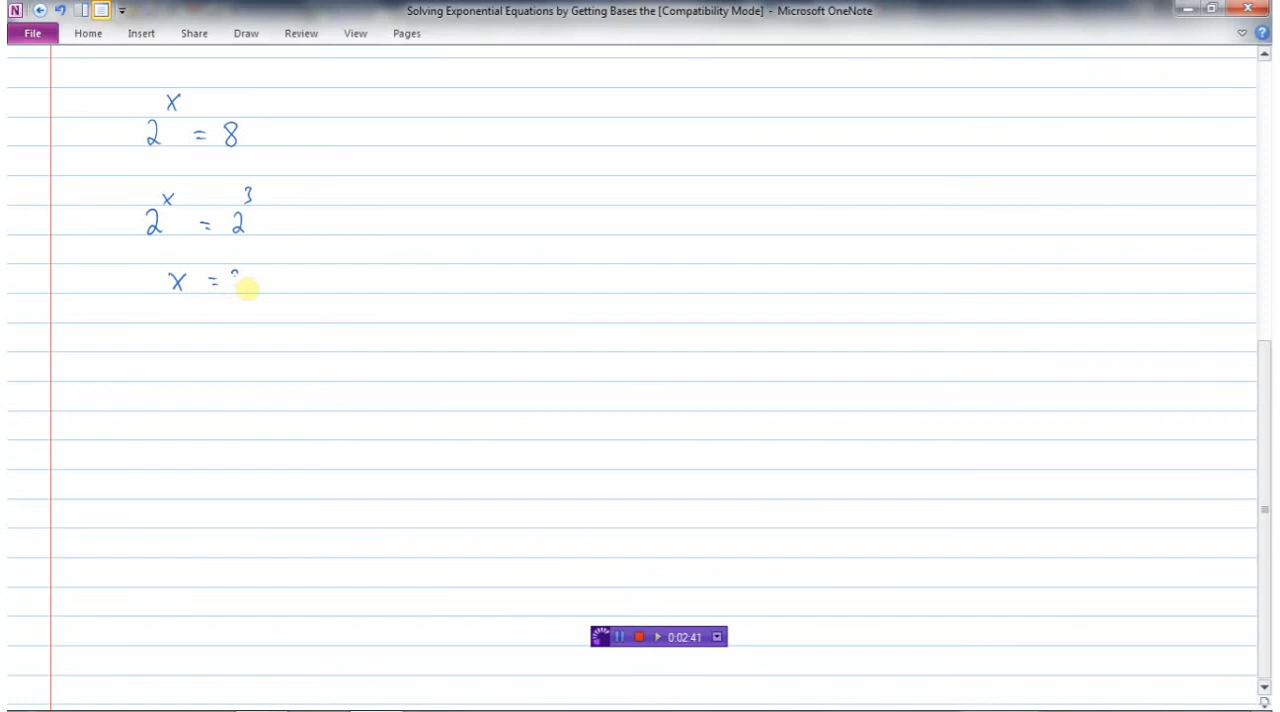 Solving Exponential Equations by Getting Bases the [Compatibility Mode] - Microsoft OneNote
File Home Insert Share Draw Review View Pages
2^x = 8
2^x = 2^3
x =
0:02:41